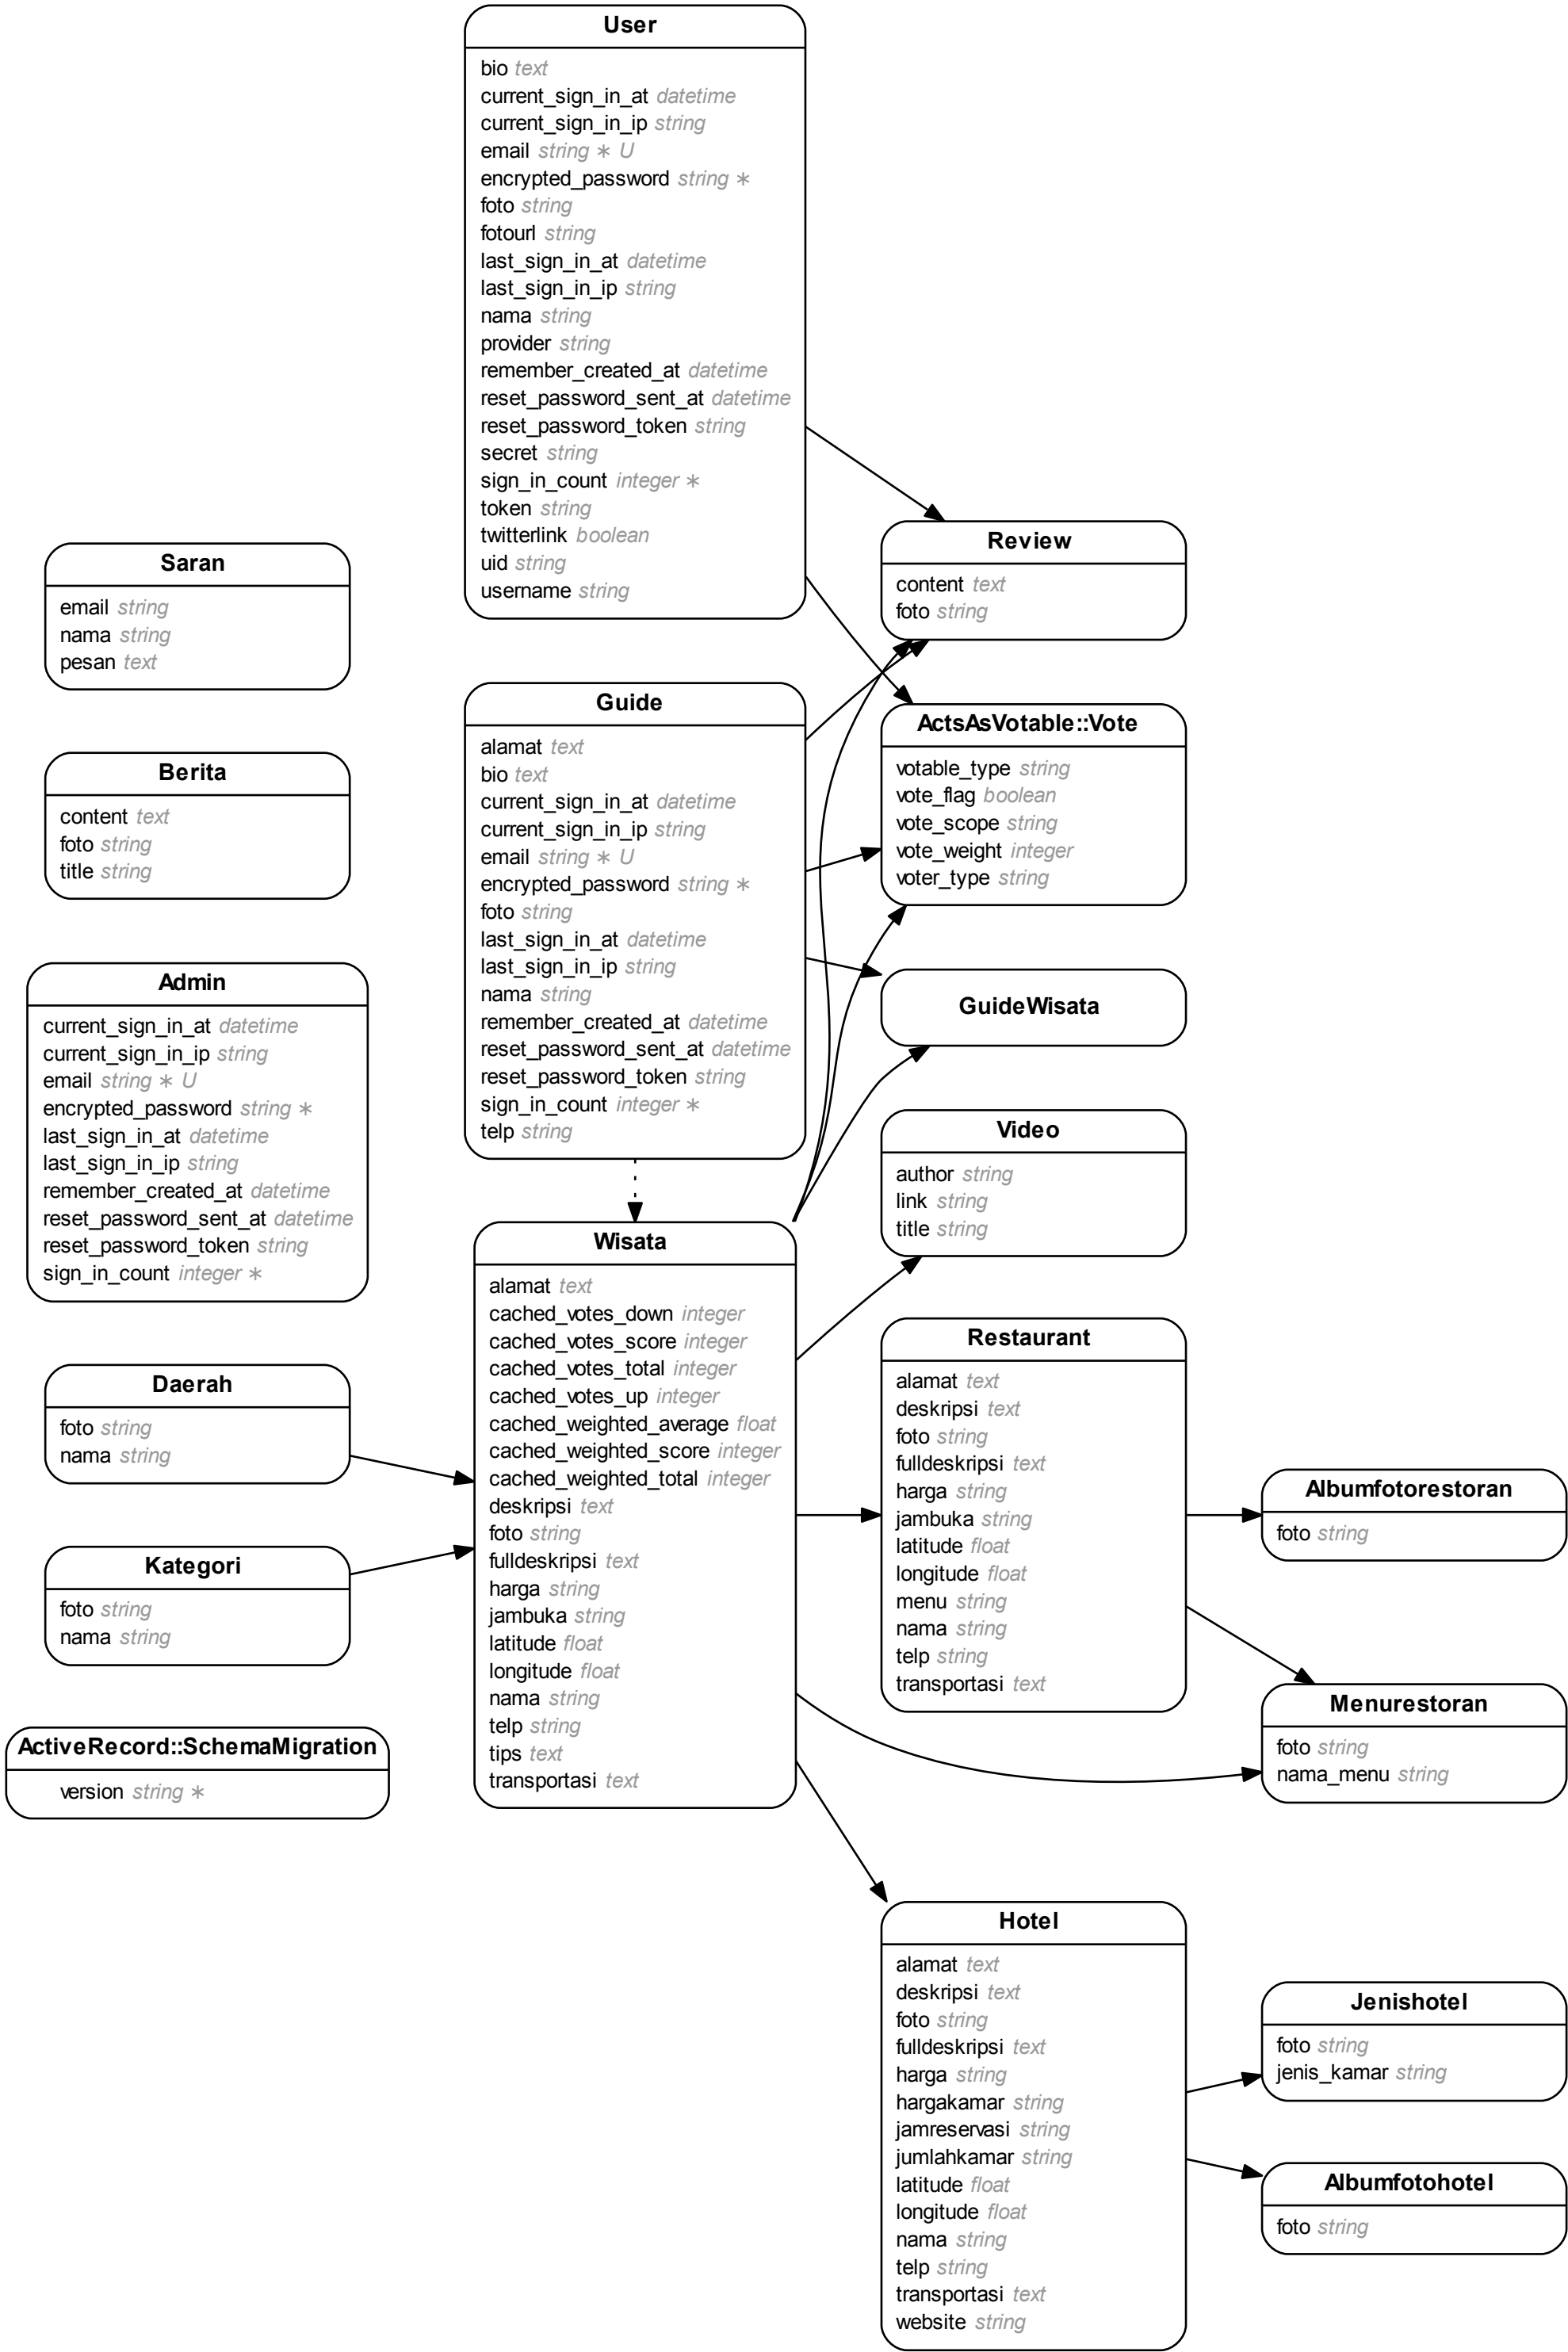 User
bio text
current_sign_in_at datetime
current_sign_in_ip string
email string ∗ U
encrypted_password string ∗
foto string
fotourl string
last_sign_in_at datetime
last_sign_in_ip string
nama string
provider string
remember_created_at datetime
reset_password_sent_at datetime
reset_password_token string
secret string
sign_in_count integer ∗
token string
twitterlink boolean
uid string
username string
Saran
email string
nama string
pesan text
Berita
content text
foto string
title string
Admin
current_sign_in_at datetime
current_sign_in_ip string
email string ∗ U
encrypted_password string ∗
last_sign_in_at datetime
last_sign_in_ip string
remember_created_at datetime
reset_password_sent_at datetime
reset_password_token string
sign_in_count integer ∗
Daerah
foto string
nama string
Kategori
foto string
nama string
ActiveRecord::SchemaMigration
version string ∗
Guide
alamat text
bio text
current_sign_in_at datetime
current_sign_in_ip string
email string ∗ U
encrypted_password string ∗
foto string
last_sign_in_at datetime
last_sign_in_ip string
nama string
remember_created_at datetime
reset_password_sent_at datetime
reset_password_token string
sign_in_count integer ∗
telp string
Wisata
alamat text
cached_votes_down integer
cached_votes_score integer
cached_votes_total integer
cached_votes_up integer
cached_weighted_average float
cached_weighted_score integer
cached_weighted_total integer
deskripsi text
foto string
fulldeskripsi text
harga string
jambuka string
latitude float
longitude float
nama string
telp string
tips text
transportasi text
Review
content text
foto string
ActsAsVotable::Vote
votable_type string
vote_flag boolean
vote_scope string
vote_weight integer
voter_type string
GuideWisata
Video
author string
link string
title string
Restaurant
alamat text
deskripsi text
foto string
fulldeskripsi text
harga string
jambuka string
latitude float
longitude float
menu string
nama string
telp string
transportasi text
Albumfotorestoran
foto string
Menurestoran
foto string
nama_menu string
Hotel
alamat text
deskripsi text
foto string
fulldeskripsi text
harga string
hargakamar string
jamreservasi string
jumlahkamar string
latitude float
longitude float
nama string
telp string
transportasi text
website string
Jenishotel
foto string
jenis_kamar string
Albumfotohotel
foto string